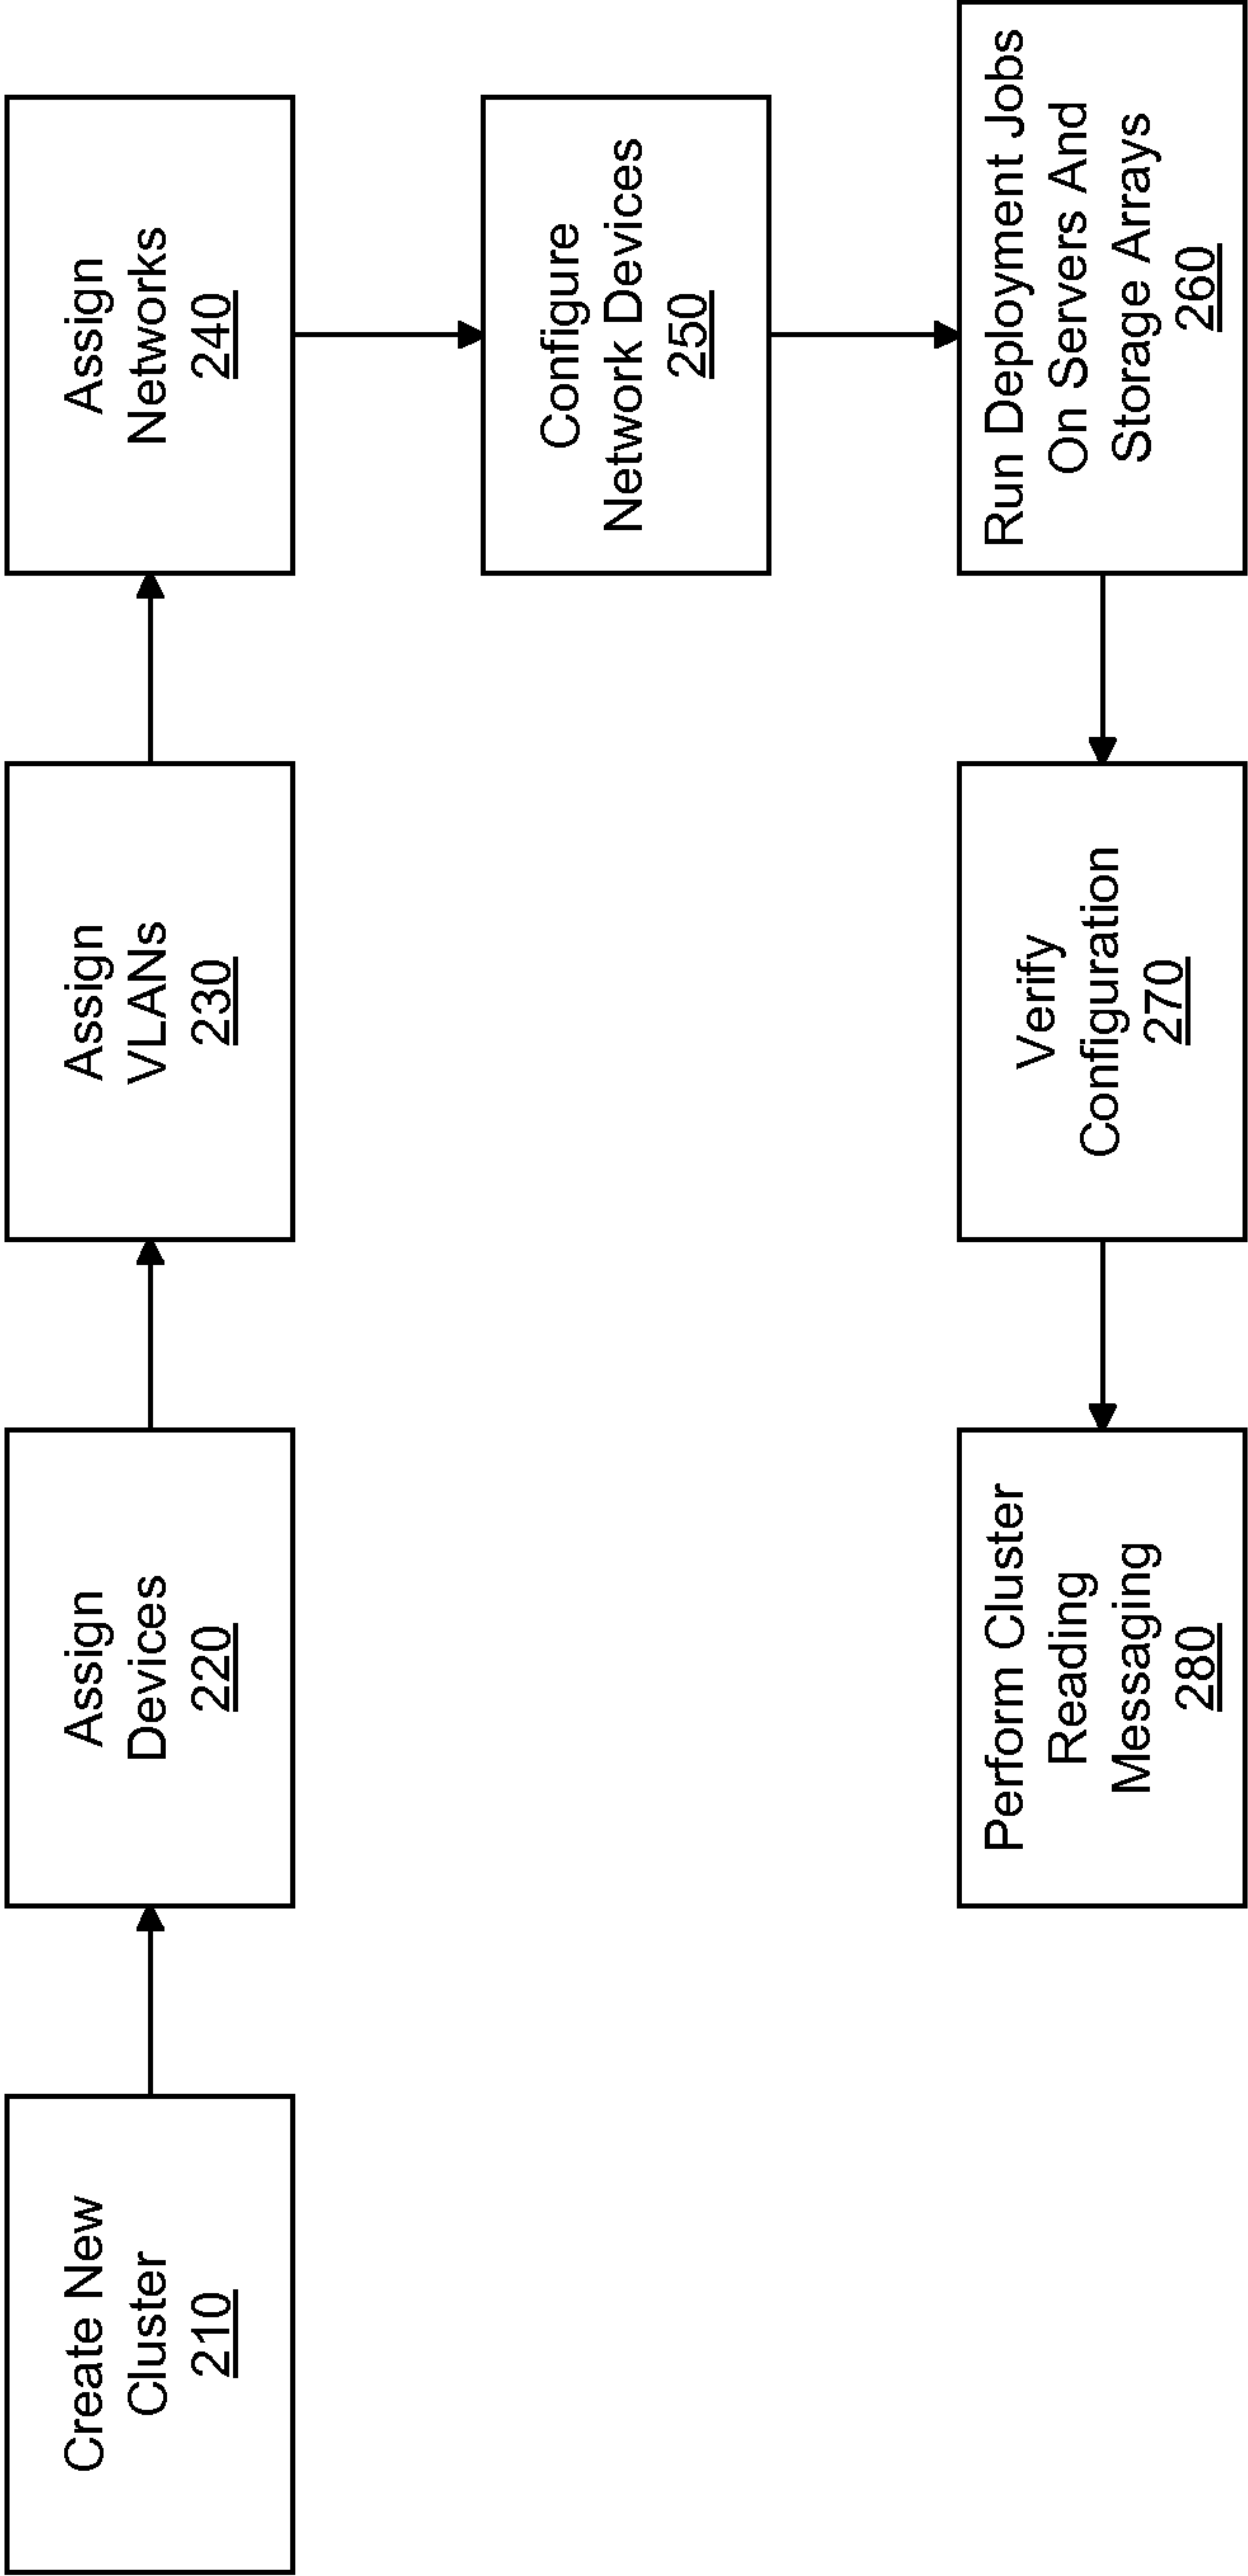 Create New
Cluster
210
Assign
Devices
220
Assign
VLANs
230
Assign
Networks
240
Configure
Network Devices
250
Run Deployment Jobs
On Servers And
Storage Arrays
260
Verify
Configuration
270
Perform Cluster
Reading
Messaging
280